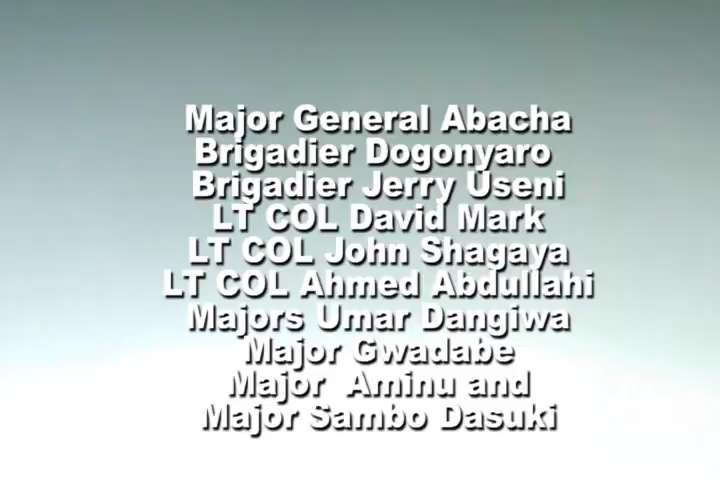 Major General Abacha
Brigadier Dogonyaro
Brigadier Jerry Useni
LT COL David Mark
LT COL John Shagaya
LT COL Ahmed Abdullahi
Majors Umar Dangiwa
Major Gwadabe
Major Aminu and
Major Sambo Dasuki